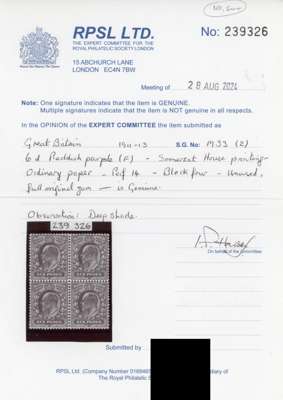 No. 5(—)
RPSL LTD.
THE EXPERT COMMITTEE FOR THE
ROYAL PHILATELIC SOCIETY LONDON
No: 239326
15 ABCHURCH LANE
LONDON EC4N 7BW
Meeting of 28 AUG 2024
Note: One signature indicates that the item is GENUINE.
Multiple signatures indicate that the item is NOT genuine in all respects.
In the OPINION of the EXPERT COMMITTEE the item submitted as
Great Britain 1911-13 S.G. No: M33 (2)
6d Reddish purple (F) - Somerset House printing -
Ordinary paper - Perf 14 - Block four - unused,
full original gum - is Genuine.
Observation: Deep Shade.
239 326
SIX PENCE SIX PENCE
SIX PENCE SIX PENCE
On behalf of the Committee
Submitted by
RPSL Ltd. (Company Number
The Royal Philatelic